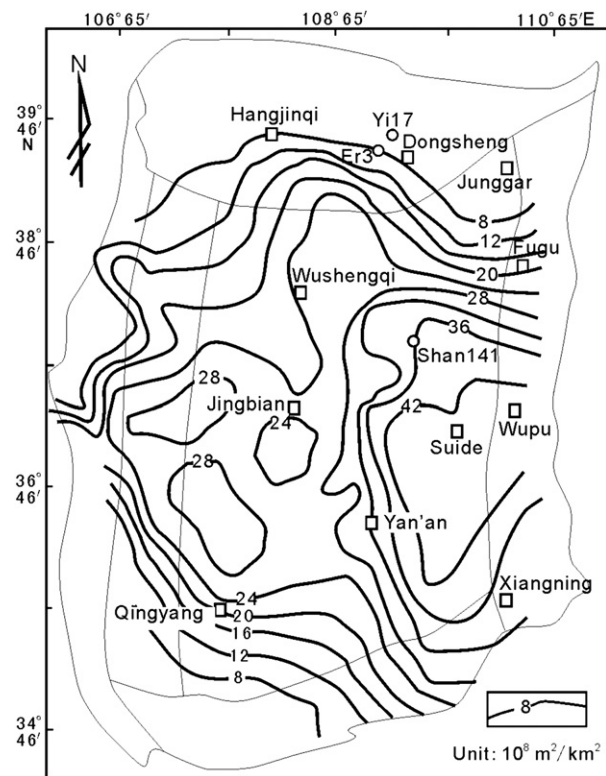 106°65′ 108°65′ 110°65′E
N
39°
46′
N
Hangjinqi
Yi17
Er3
Dongsheng
Junggar
8
12
38°
46′
Fugu
20
Wushengqi
28
36
Shan141
28
Jingbian
24
42
Wupu
Suide
28
36°
46′
Yan'an
Xiangning
24
Qingyang
20
16
12
8
8
34°
46′
Unit: 10⁸ m²/km²